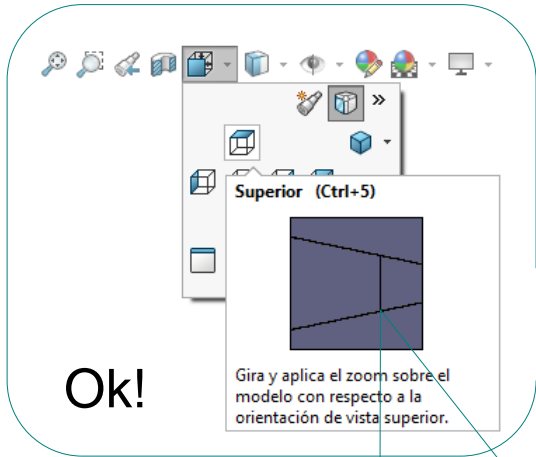 Superior (Ctrl+5)
Gira y aplica el zoom sobre el
modelo con respecto a la
orientación de vista superior.
Ok!